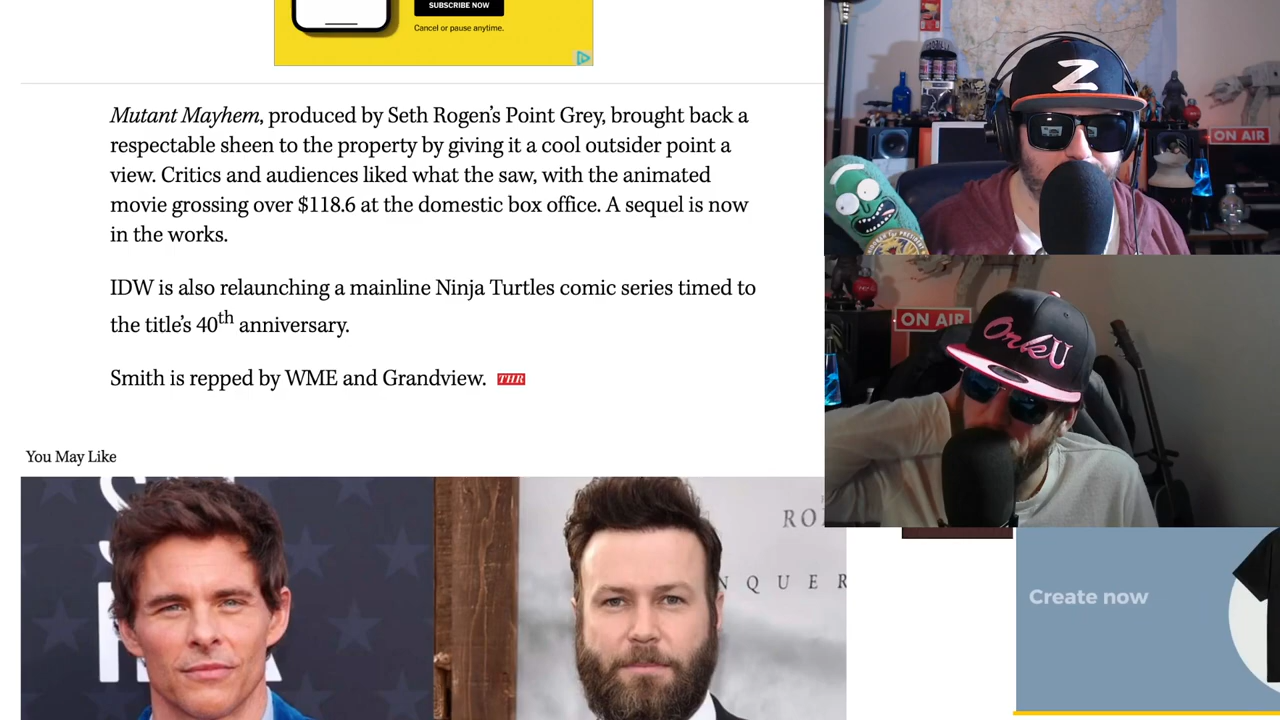 SUBSCRIBE NOW
Cancel or pause anytime.
Mutant Mayhem, produced by Seth Rogen’s Point Grey, brought back a
respectable sheen to the property by giving it a cool outsider point a
view. Critics and audiences liked what the saw, with the animated
movie grossing over $118.6 at the domestic box office. A sequel is now
in the works.
IDW is also relaunching a mainline Ninja Turtles comic series timed to
the title’s 40th anniversary.
Smith is repped by WME and Grandview. THR
You May Like
Z
ON AIR
ON AIR
OrkU
NQUER
Create now